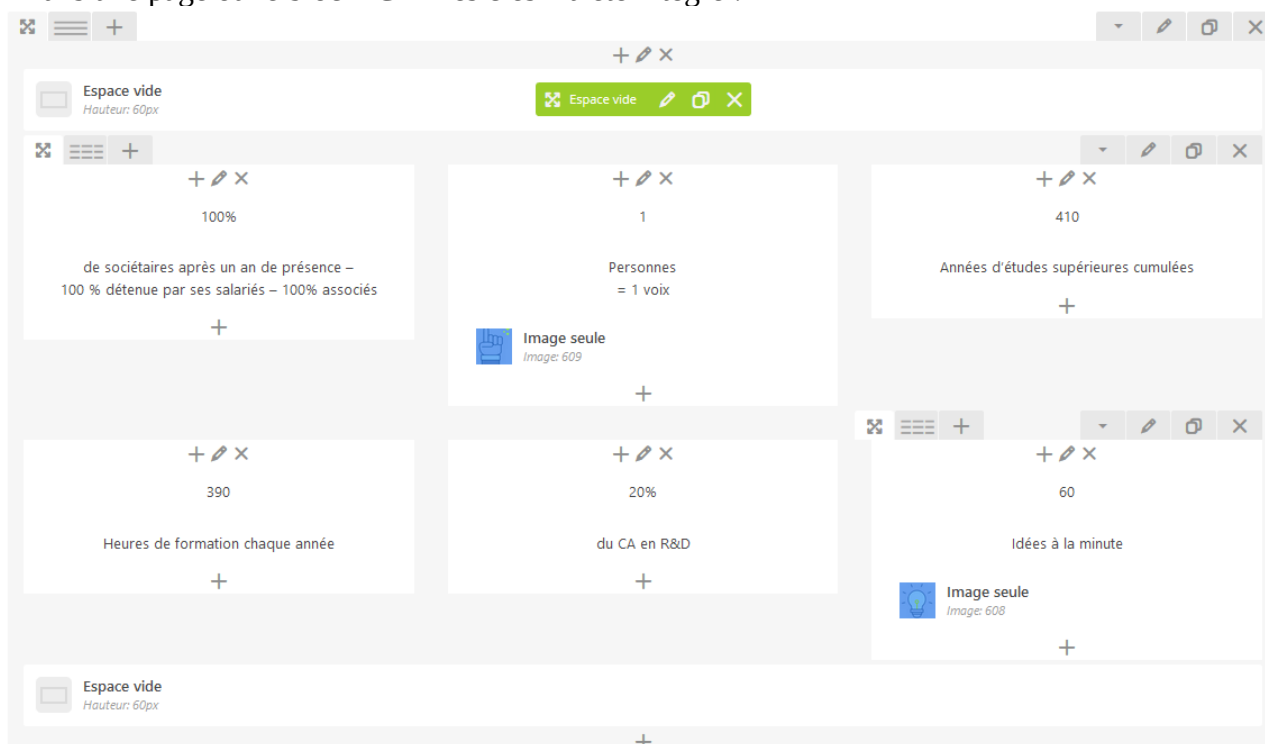 Espace vide
Hauteur: 60px
Espace vide
100%
de sociétaires après un an de présence –
100 % détenue par ses salariés – 100% associés
1
Personnes
= 1 voix
Image seule
Image: 609
410
Années d'études supérieures cumulées
390
Heures de formation chaque année
20%
du CA en R&D
60
Idées à la minute
Image seule
Image: 608
Espace vide
Hauteur: 60px